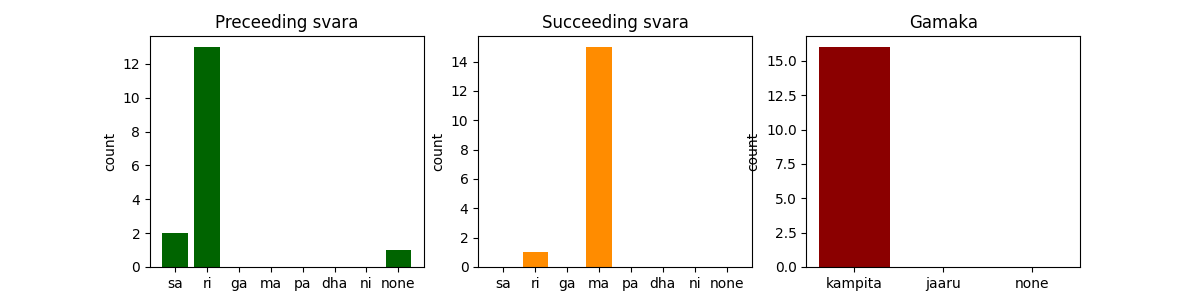 Preceeding svara
count
12
10
8
6
4
2
0
sa ri ga ma pa dha ni none
Succeeding svara
count
14
12
10
8
6
4
2
0
sa ri ga ma pa dha ni none
Gamaka
count
15.0
12.5
10.0
7.5
5.0
2.5
0.0
kampita jaaru none